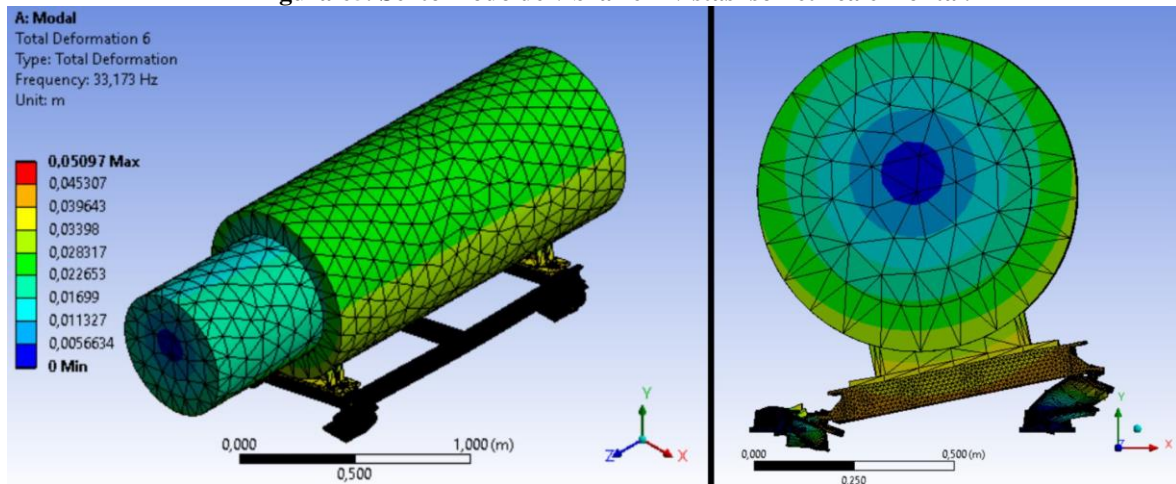 A: Modal
Total Deformation 6
Type: Total Deformation
Frequency: 33,173 Hz
Unit: m
0,05097 Max
0,045307
0,039643
0,03398
0,028317
0,022653
0,01699
0,011327
0,0056634
0 Min
0,000
1,000 (m)
0,500
Y
Z
X
0,000
0,500 (m)
0,250
Y
Z
X